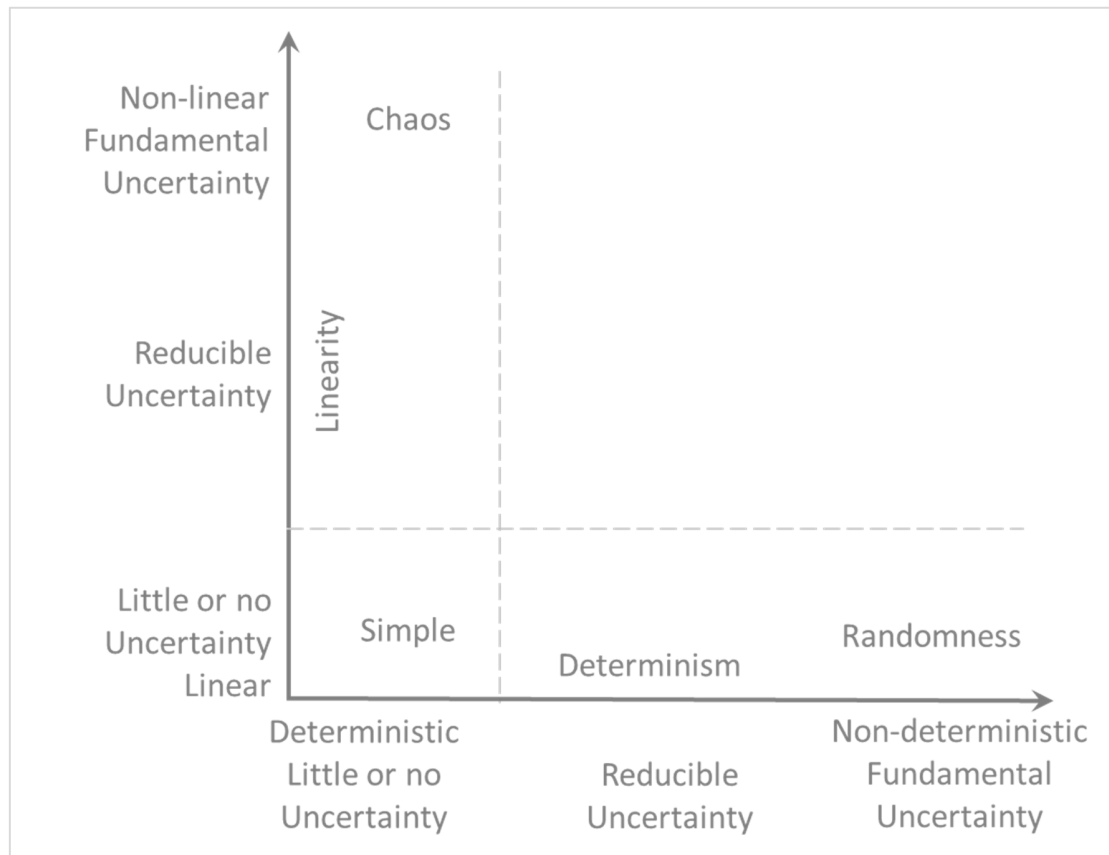 Non-linear
Fundamental
Uncertainty
Chaos
Reducible
Uncertainty
Linearity
Little or no
Uncertainty
Linear
Simple
Determinism
Randomness
Deterministic
Little or no
Uncertainty
Reducible
Uncertainty
Non-deterministic
Fundamental
Uncertainty